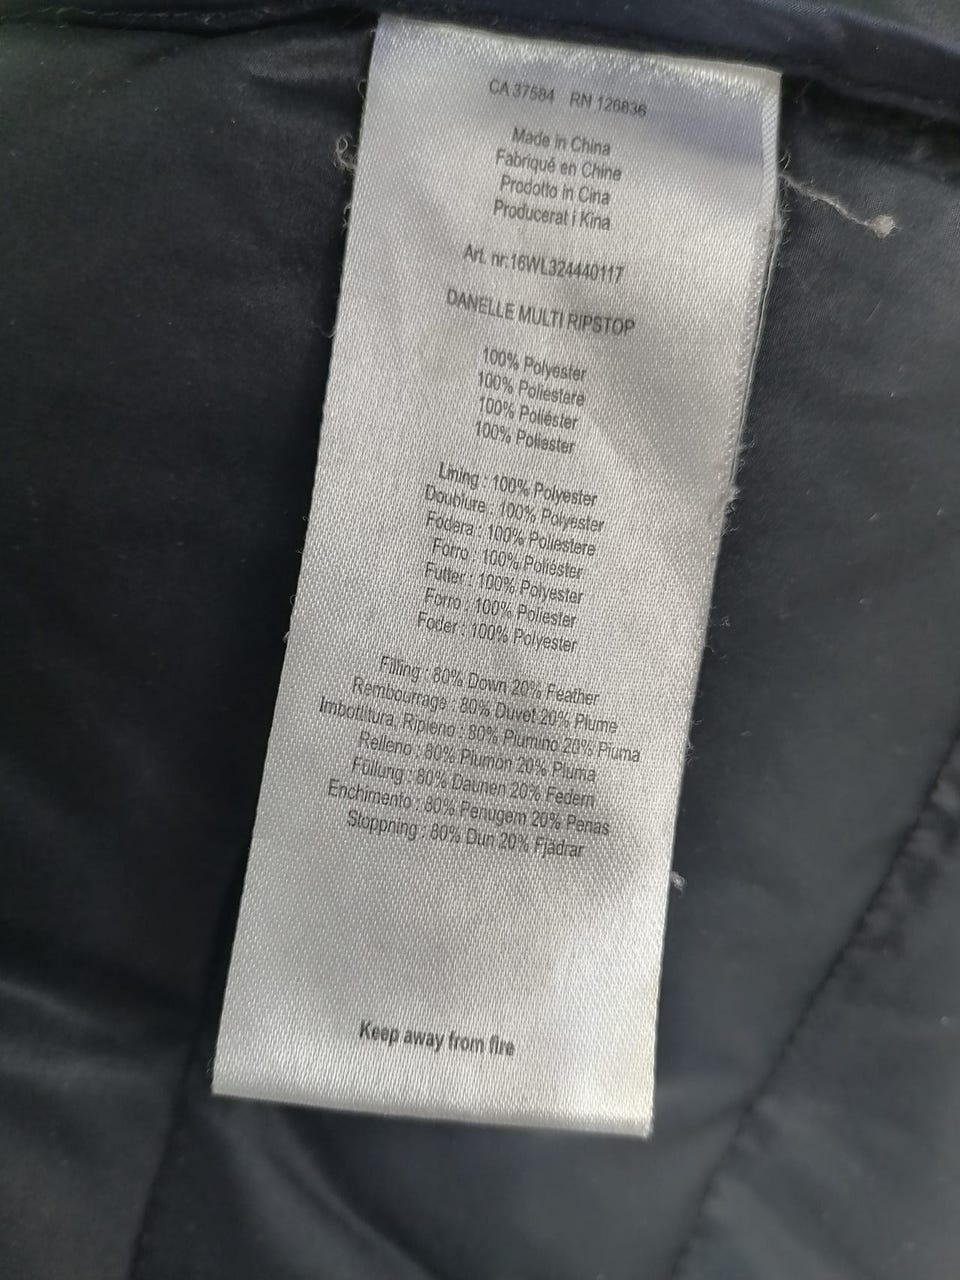 CA 37584 RN 126836
Made in China
Fabriqué en Chine
Prodotto in Cina
Producerat i Kina
Art. nr:16WL324440117
DANELLE MULTI RIPSTOP
100% Polyester
100% Poliestere
100% Poliéster
100% Poliester
Lining : 100% Polyester
Doublure : 100% Polyester
Fodera : 100% Poliestere
Forro : 100% Poliéster
Futter : 100% Polyester
Forro : 100% Poliester
Foder : 100% Polyester
Filling : 80% Down 20% Feather
Rembourrage : 80% Duvet 20% Plume
Imbottitura, Ripieno : 80% Piumino 20% Piuma
Relleno : 80% Plumon 20% Pluma
Füllung : 80% Daunen 20% Federn
Enchimento : 80% Penugem 20% Penas
Stoppning : 80% Dun 20% Fjädrar
Keep away from fire